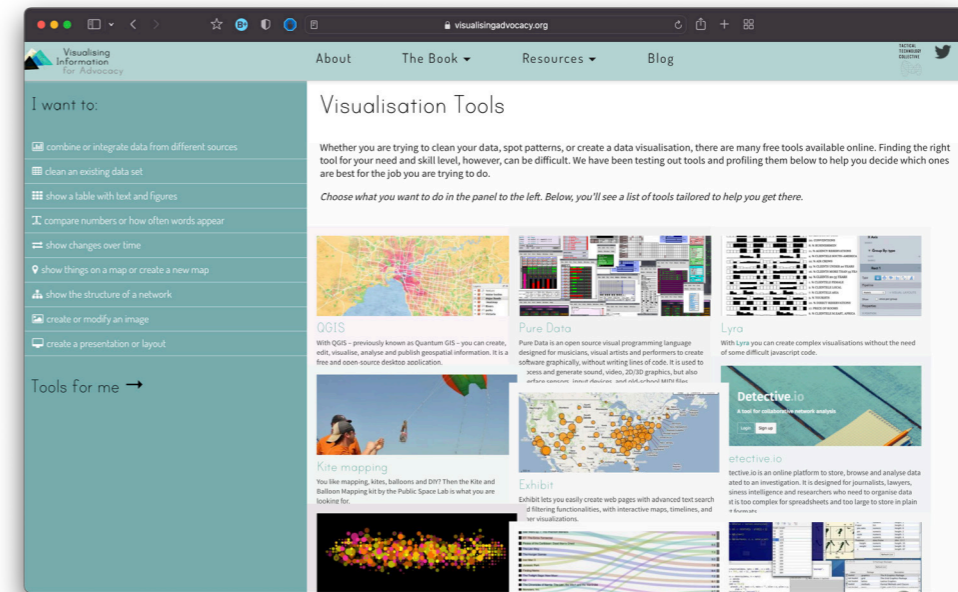 visualisingadvocacy.org
Visualising
Information
for Advocacy
About
The Book
Resources
Blog
TACTICAL
TECHNOLOGY
COLLECTIVE
I want to:
combine or integrate data from different sources
clean an existing data set
show a table with text and figures
compare numbers or how often words appear
show changes over time
show things on a map or create a new map
show the structure of a network
create or modify an image
create a presentation or layout
Tools for me →
Visualisation Tools
Whether you are trying to clean your data, spot patterns, or create a data visualisation, there are many free tools available online. Finding the right
tool for your need and skill level, however, can be difficult. We have been testing out tools and profiling them below to help you decide which ones
are best for the job you are trying to do.
Choose what you want to do in the panel to the left. Below, you'll see a list of tools tailored to help you get there.
QGIS
With QGIS – previously known as Quantum GIS – you can create,
edit, visualise, analyse and publish geospatial information. It is a
free and open-source desktop application.
Pure Data
Pure Data is an open source visual programming language
designed for musicians, visual artists and performers to create
software graphically, without writing lines of code. It is used to
ocess and generate sound, video, 2D/3D graphics, but also
erface sensors, input devices, and old-school MIDI files
Lyra
With Lyra you can create complex visualisations without the need
of some difficult javascript code.
Kite mapping
You like mapping, kites, balloons and DIY? Then the Kite and
Balloon Mapping kit by the Public Space Lab is what you are
looking for.
Exhibit
Exhibit lets you easily create web pages with advanced text search
d filtering functionalities, with interactive maps, timelines, and
her visualizations.
Detective.io
A tool for collaborative network analysis
Login
Sign up
etective.io
tective.io is an online platform to store, browse and analyse data
ated to an investigation. It is designed for journalists, lawyers,
siness intelligence and researchers who need to organise data
t is too complex for spreadsheets and too large to store in plain
t formats